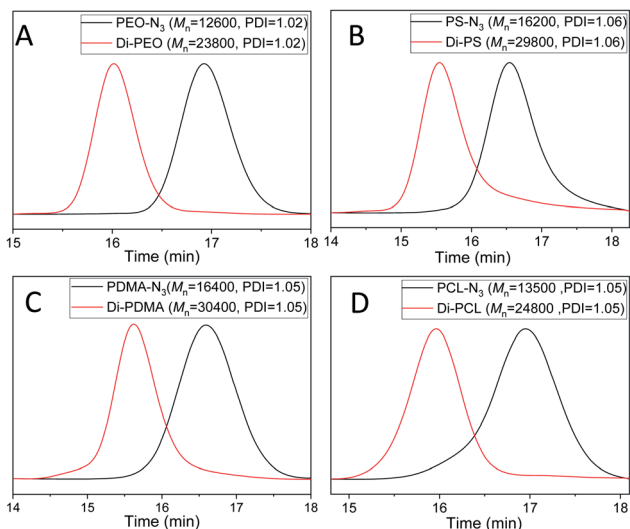 A
PEO-N₃ (Mn=12600, PDI=1.02)
Di-PEO (Mn=23800, PDI=1.02)
15 16 17 18
Time (min)
B
PS-N₃ (Mn=16200, PDI=1.06)
Di-PS (Mn=29800, PDI=1.06)
14 15 16 17 18
Time (min)
C
PDMA-N₃(Mn=16400, PDI=1.05)
Di-PDMA (Mn=30400, PDI=1.05)
14 15 16 17 18
Time (min)
D
PCL-N₃ (Mn=13500 ,PDI=1.05)
Di-PCL (Mn=24800 ,PDI=1.05)
15 16 17 18
Time (min)